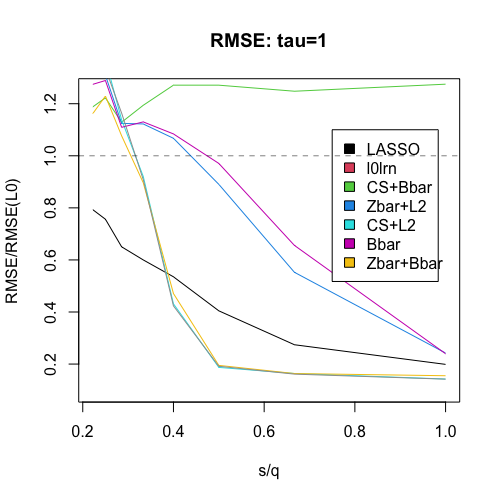 RMSE: tau=1
RMSE/RMSE(L0)
1.2
1.0
0.8
0.6
0.4
0.2
LASSO
l0lrn
CS+Bbar
Zbar+L2
CS+L2
Bbar
Zbar+Bbar
0.2 0.4 0.6 0.8 1.0
s/q